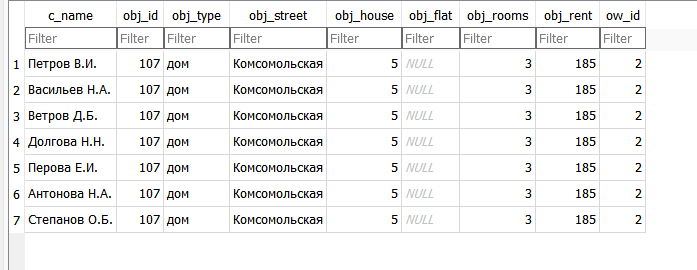 c_name obj_id obj_type obj_street obj_house obj_flat obj_rooms obj_rent ow_id
Filter Filter Filter Filter Filter Filter Filter Filter Filter
1 Петров В.И. 107 дом Комсомольская 5 NULL 3 185 2
2 Васильев Н.А. 107 дом Комсомольская 5 NULL 3 185 2
3 Ветров Д.Б. 107 дом Комсомольская 5 NULL 3 185 2
4 Долгова Н.Н. 107 дом Комсомольская 5 NULL 3 185 2
5 Перова Е.И. 107 дом Комсомольская 5 NULL 3 185 2
6 Антонова Н.А. 107 дом Комсомольская 5 NULL 3 185 2
7 Степанов О.Б. 107 дом Комсомольская 5 NULL 3 185 2